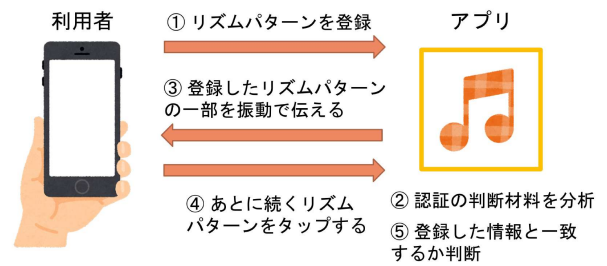 利用者
① リズムパターンを登録
アプリ
③ 登録したリズムパターン
の一部を振動で伝える
④ あとに続くリズム
パターンをタップする
② 認証の判断材料を分析
⑤ 登録した情報と一致
するか判断